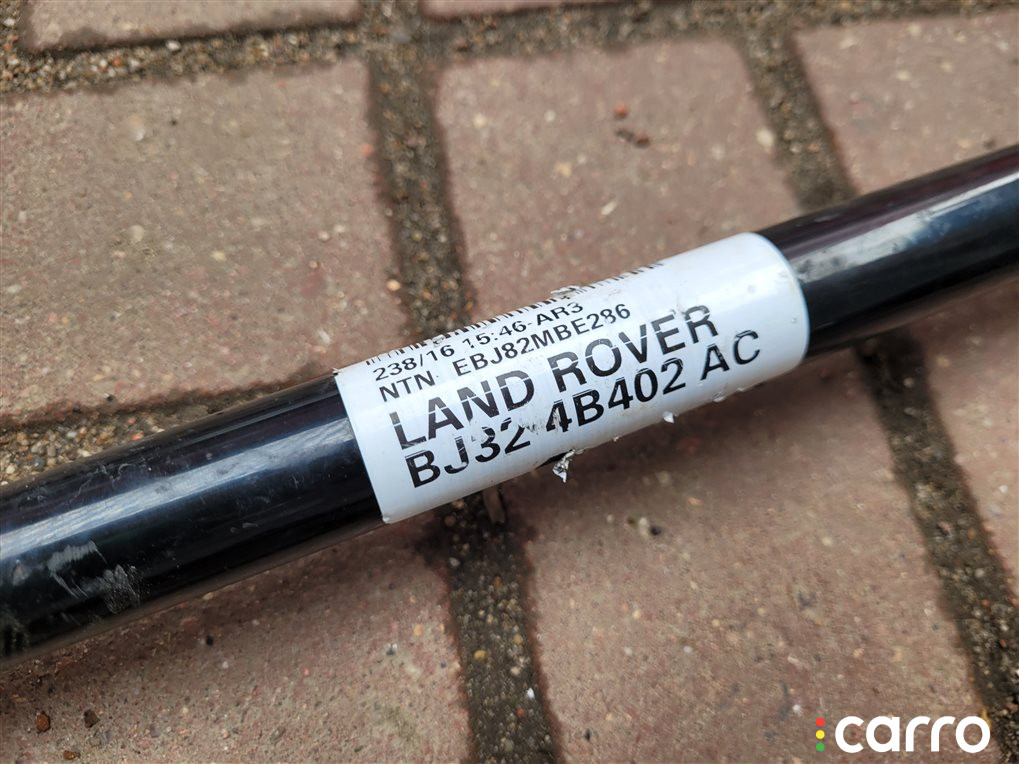 238/16 15:46-AR3
NTN EBJ82MBE286
LAND ROVER
BJ32 4B402 AC
carro